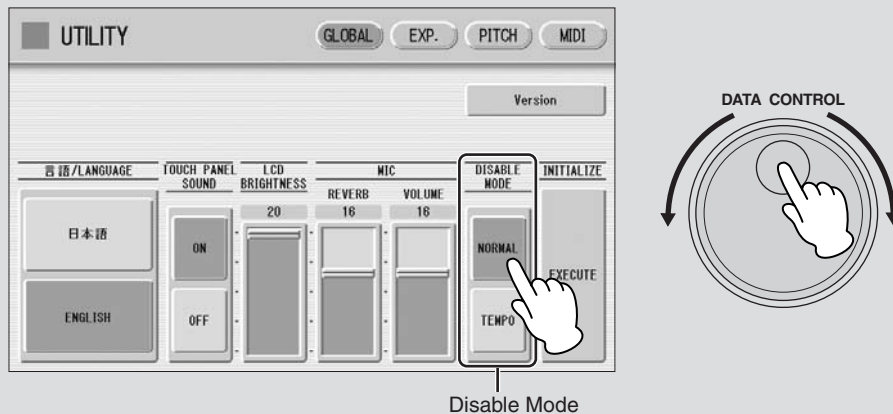 UTILITY
GLOBAL EXP. PITCH MIDI
Version
言語/LANGUAGE
日本語
ENGLISH
TOUCH PANEL
SOUND
ON
OFF
LCD
BRIGHTNESS
20
MIC
REVERB
16
VOLUME
16
DISABLE
MODE
NORMAL
TEMPO
INITIALIZE
EXECUTE
Disable Mode
DATA CONTROL